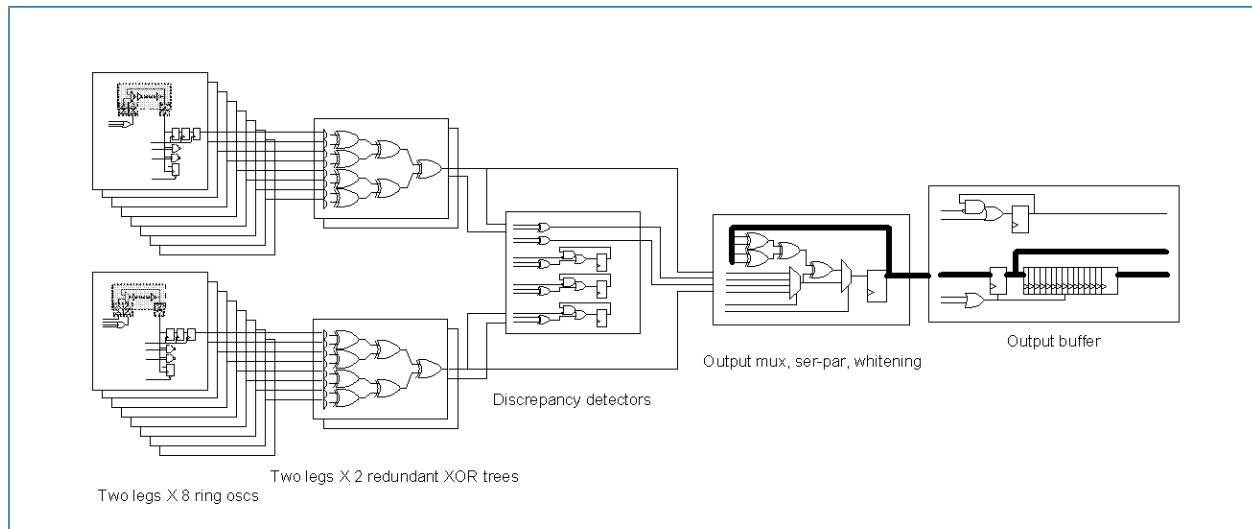 Output buffer
Output mux, ser-par, whitening
Discrepancy detectors
Two legs X 2 redundant XOR trees
Two legs X 8 ring oscs